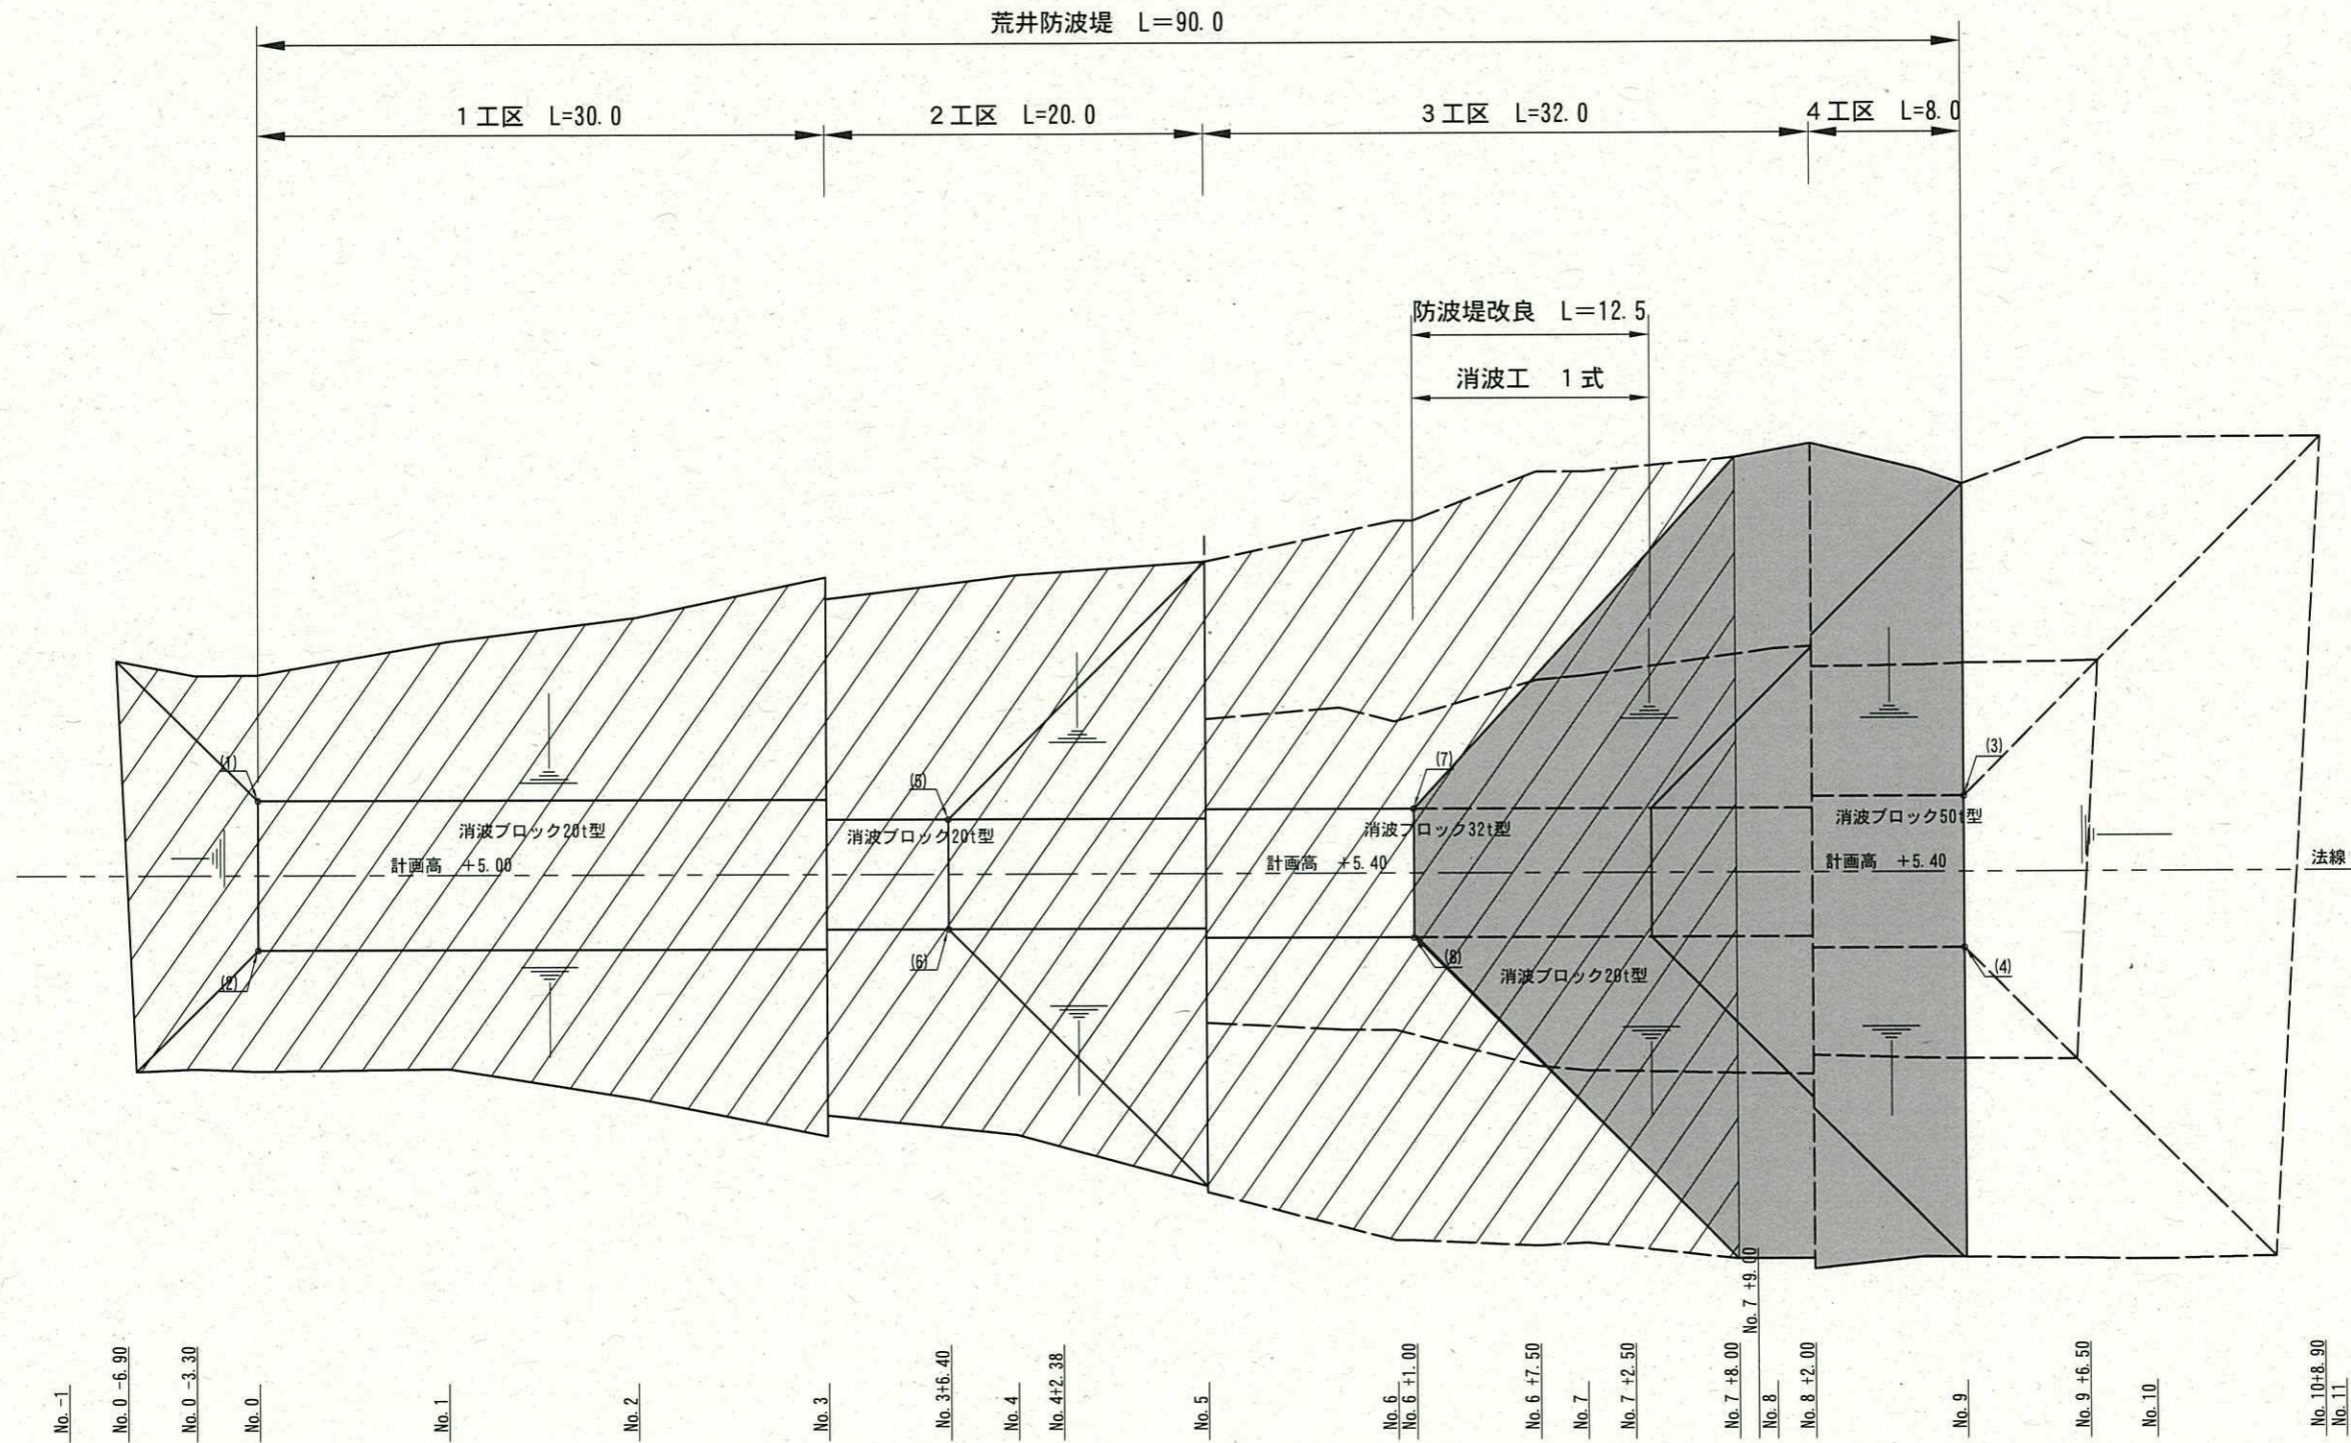 荒井防波堤 L=90.0
1工区 L=30.0
2工区 L=20.0
3工区 L=32.0
4工区 L=8.0
防波堤改良 L=12.5
消波工 1式
(1)
(2)
(5)
(6)
(7)
(8)
(3)
(4)
消波ブロック20t型
計画高 +5.00
消波ブロック20t型
消波ブロック32t型
計画高 +5.40
消波ブロック20t型
消波ブロック50t型
計画高 +5.40
法線
No.-1
No.0 -6.90
No.0 -3.30
No.0
No.1
No.2
No.3
No.3+6.40
No.4
No.4+2.38
No.5
No.6
No.6 +1.00
No.6 +7.50
No.7
No.7 +2.50
No.7 +8.00
No.7 +9.00
No.8
No.8 +2.00
No.9
No.9 +6.50
No.10
No.10+8.90
No.11